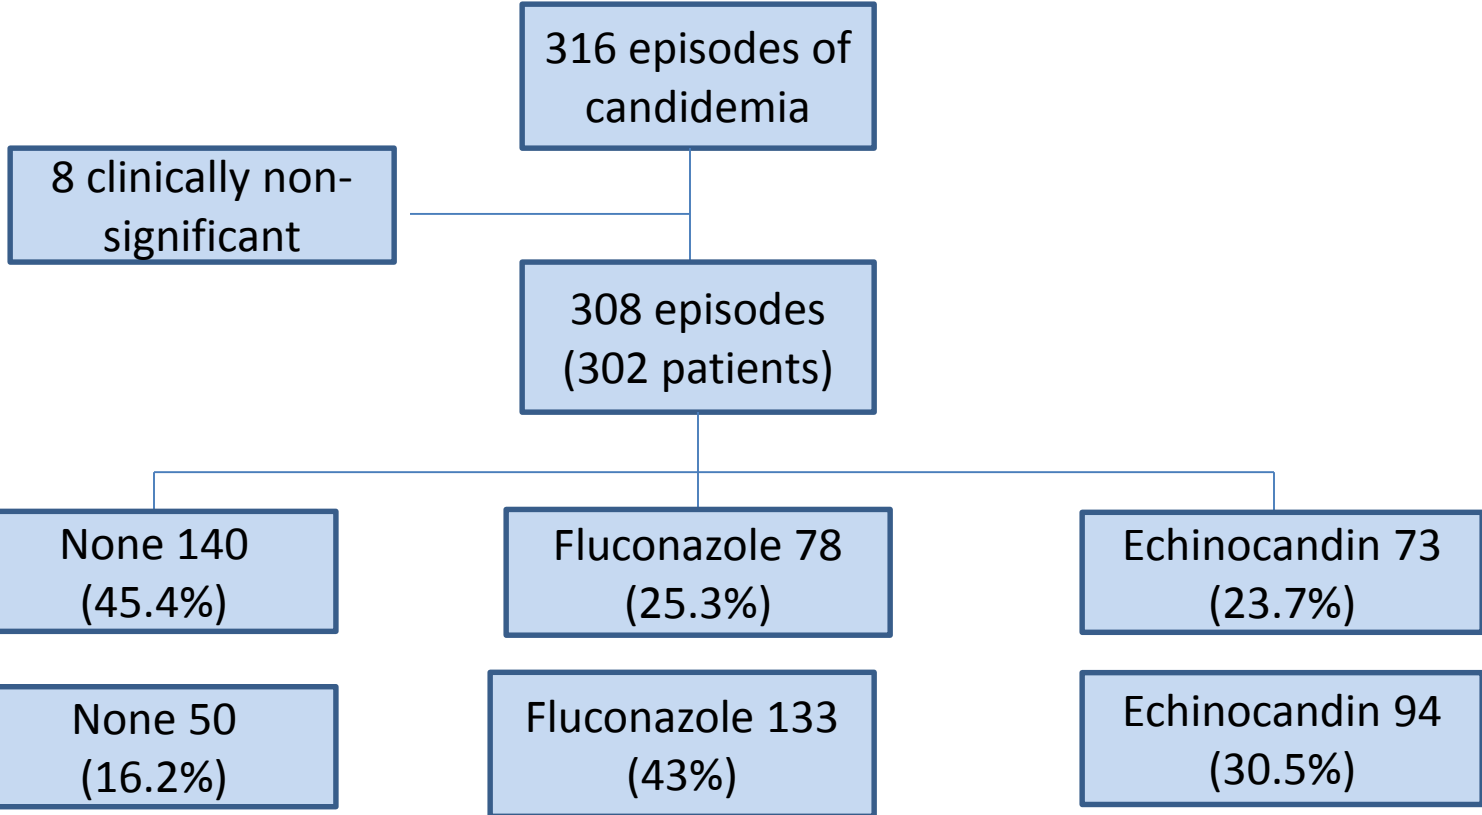 316 episodes of
candidemia
8 clinically non-
significant
308 episodes
(302 patients)
None 140
(45.4%)
Fluconazole 78
(25.3%)
Echinocandin 73
(23.7%)
None 50
(16.2%)
Fluconazole 133
(43%)
Echinocandin 94
(30.5%)